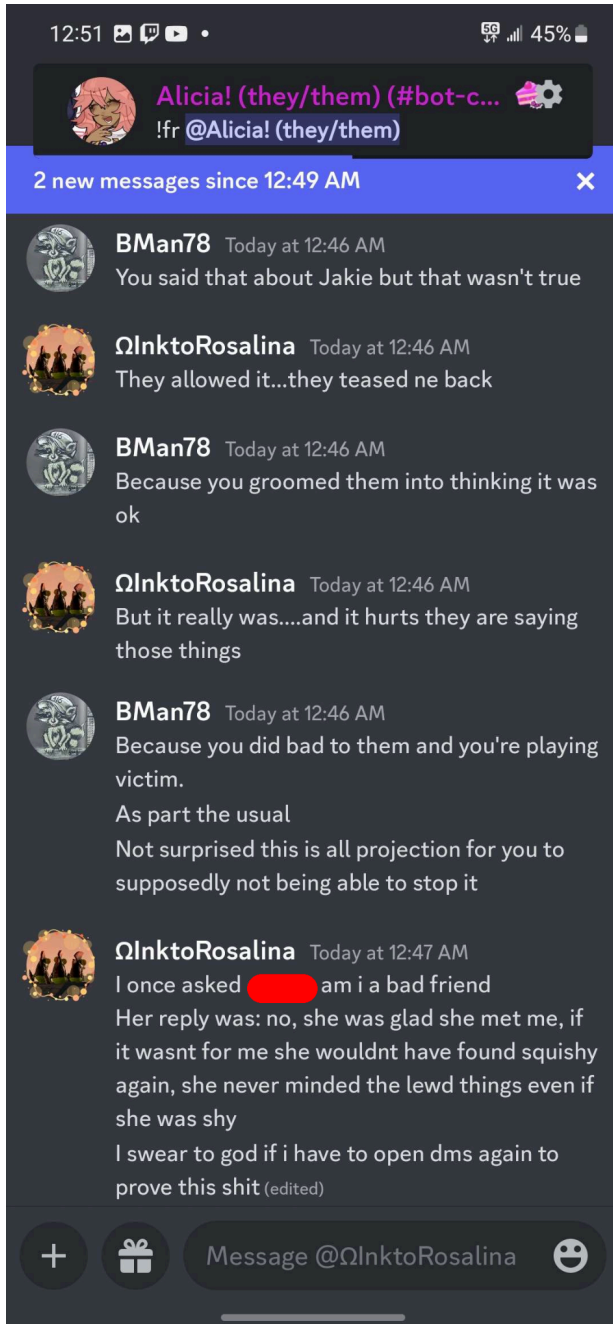 12:51
5G 45%
Alicia! (they/them) (#bot-c...
!fr @Alicia! (they/them)
2 new messages since 12:49 AM
BMan78 Today at 12:46 AM
You said that about Jakie but that wasn't true
ΩInktoRosalina Today at 12:46 AM
They allowed it...they teased ne back
BMan78 Today at 12:46 AM
Because you groomed them into thinking it was
ok
ΩInktoRosalina Today at 12:46 AM
But it really was....and it hurts they are saying
those things
BMan78 Today at 12:46 AM
Because you did bad to them and you're playing
victim.
As part the usual
Not surprised this is all projection for you to
supposedly not being able to stop it
ΩInktoRosalina Today at 12:47 AM
I once asked am i a bad friend
Her reply was: no, she was glad she met me, if
it wasnt for me she wouldnt have found squishy
again, she never minded the lewd things even if
she was shy
I swear to god if i have to open dms again to
prove this shit (edited)
Message @ΩInktoRosalina